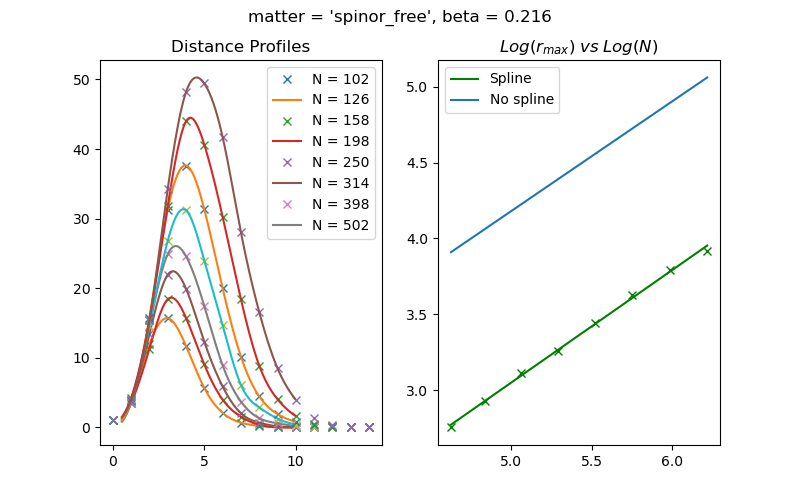 matter = 'spinor_free', beta = 0.216
Distance Profiles
50
40
30
20
10
0
0 5 10
N = 102
N = 126
N = 158
N = 198
N = 250
N = 314
N = 398
N = 502
Log(r_max) vs Log(N)
5.0
4.5
4.0
3.5
3.0
5.0 5.5 6.0
Spline
No spline